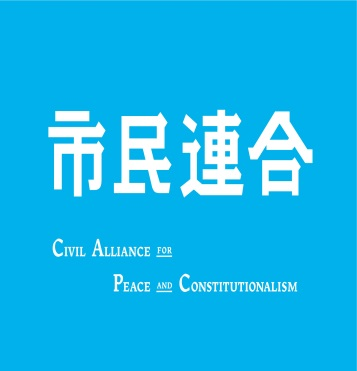 市民連合
Civil Alliance for
Peace and Constitutionalism